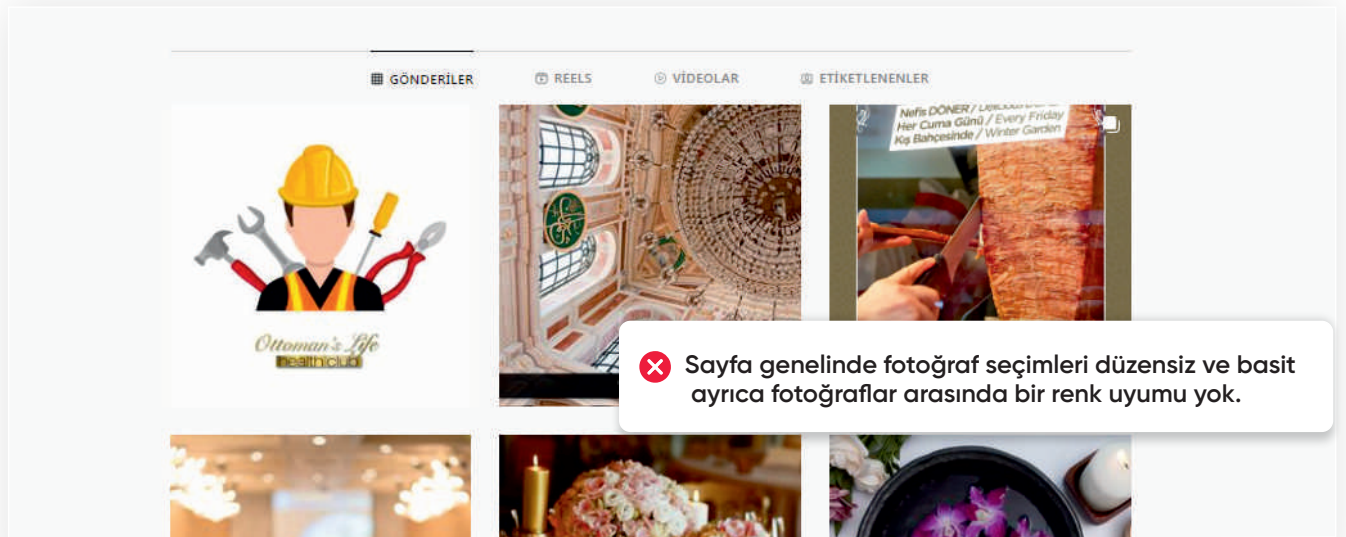 GÖNDERİLER
REELS
VİDEOLAR
ETİKETLENENLER
Nefis DÖNER /
Her Cuma Günü / Every Friday
Kış Bahçesinde / Winter Garden
Ottoman's Life
health club
Sayfa genelinde fotoğraf seçimleri düzensiz ve basit
ayrıca fotoğraflar arasında bir renk uyumu yok.